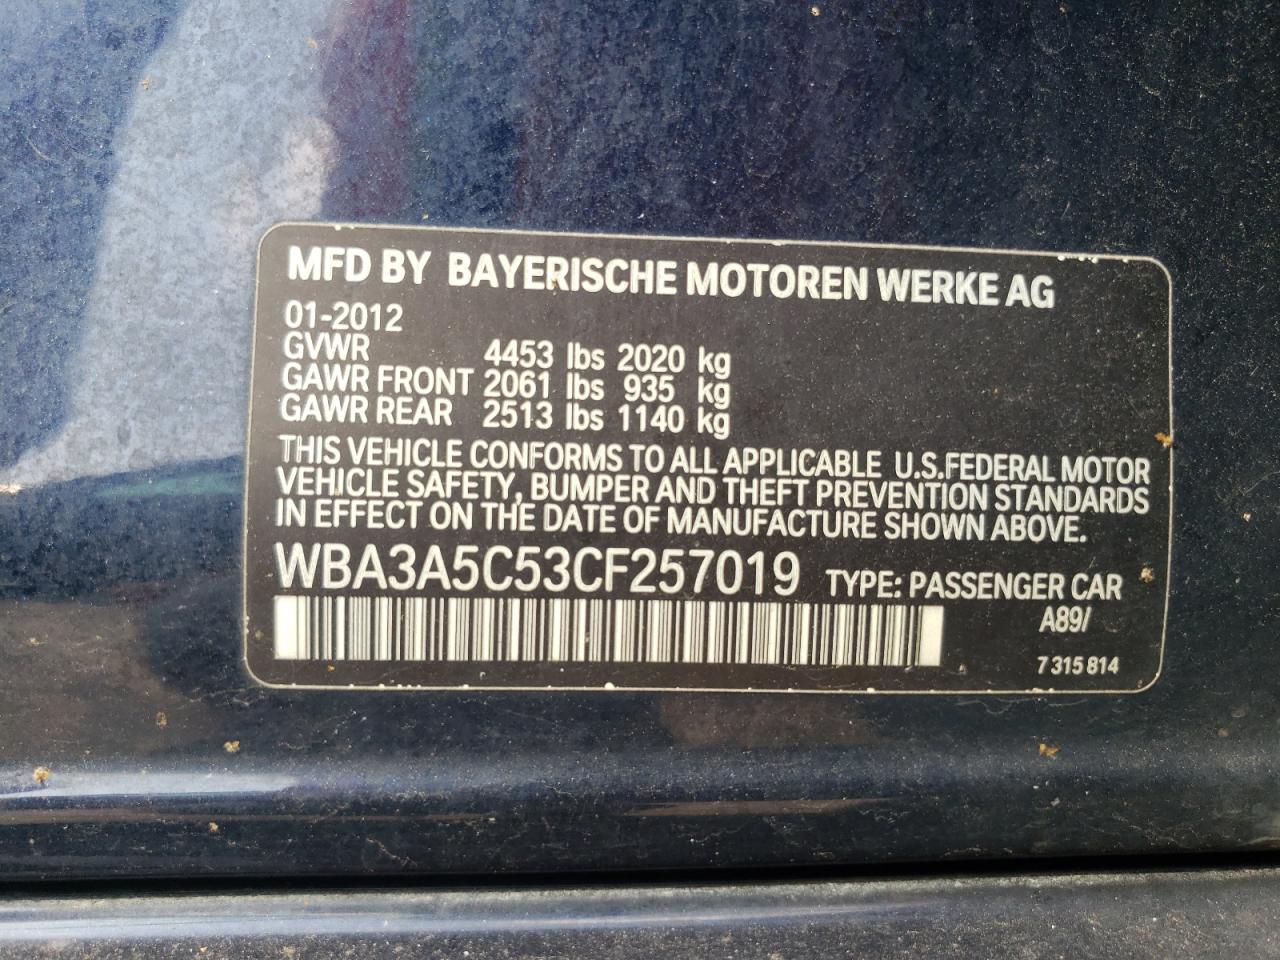 MFD BY BAYERISCHE MOTOREN WERKE AG
01-2012
GVWR 4453 lbs 2020 kg
GAWR FRONT 2061 lbs 935 kg
GAWR REAR 2513 lbs 1140 kg
THIS VEHICLE CONFORMS TO ALL APPLICABLE U.S.FEDERAL MOTOR
VEHICLE SAFETY, BUMPER AND THEFT PREVENTION STANDARDS
IN EFFECT ON THE DATE OF MANUFACTURE SHOWN ABOVE.
WBA3A5C53CF257019 TYPE: PASSENGER CAR
A89/
7 315 814